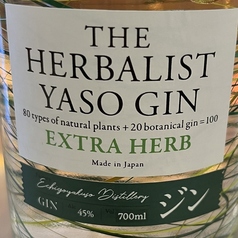 THE
HERBALIST
YASO GIN
80 types of natural plants + 20 botanical gin = 100
EXTRA HERB
Made in Japan
Echigoyakuso Distillery
GIN 45% 700ml ジン